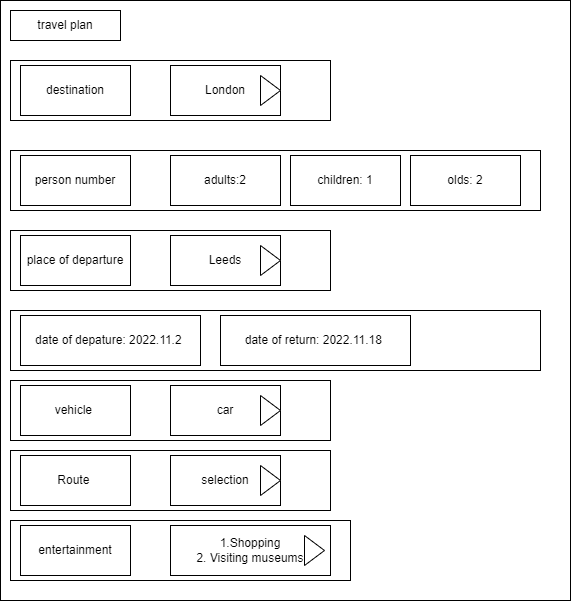 travel plan
destination
London
person number
adults:2
children: 1
olds: 2
place of departure
Leeds
date of depature: 2022.11.2
date of return: 2022.11.18
vehicle
car
Route
selection
entertainment
1.Shopping
2. Visiting museums